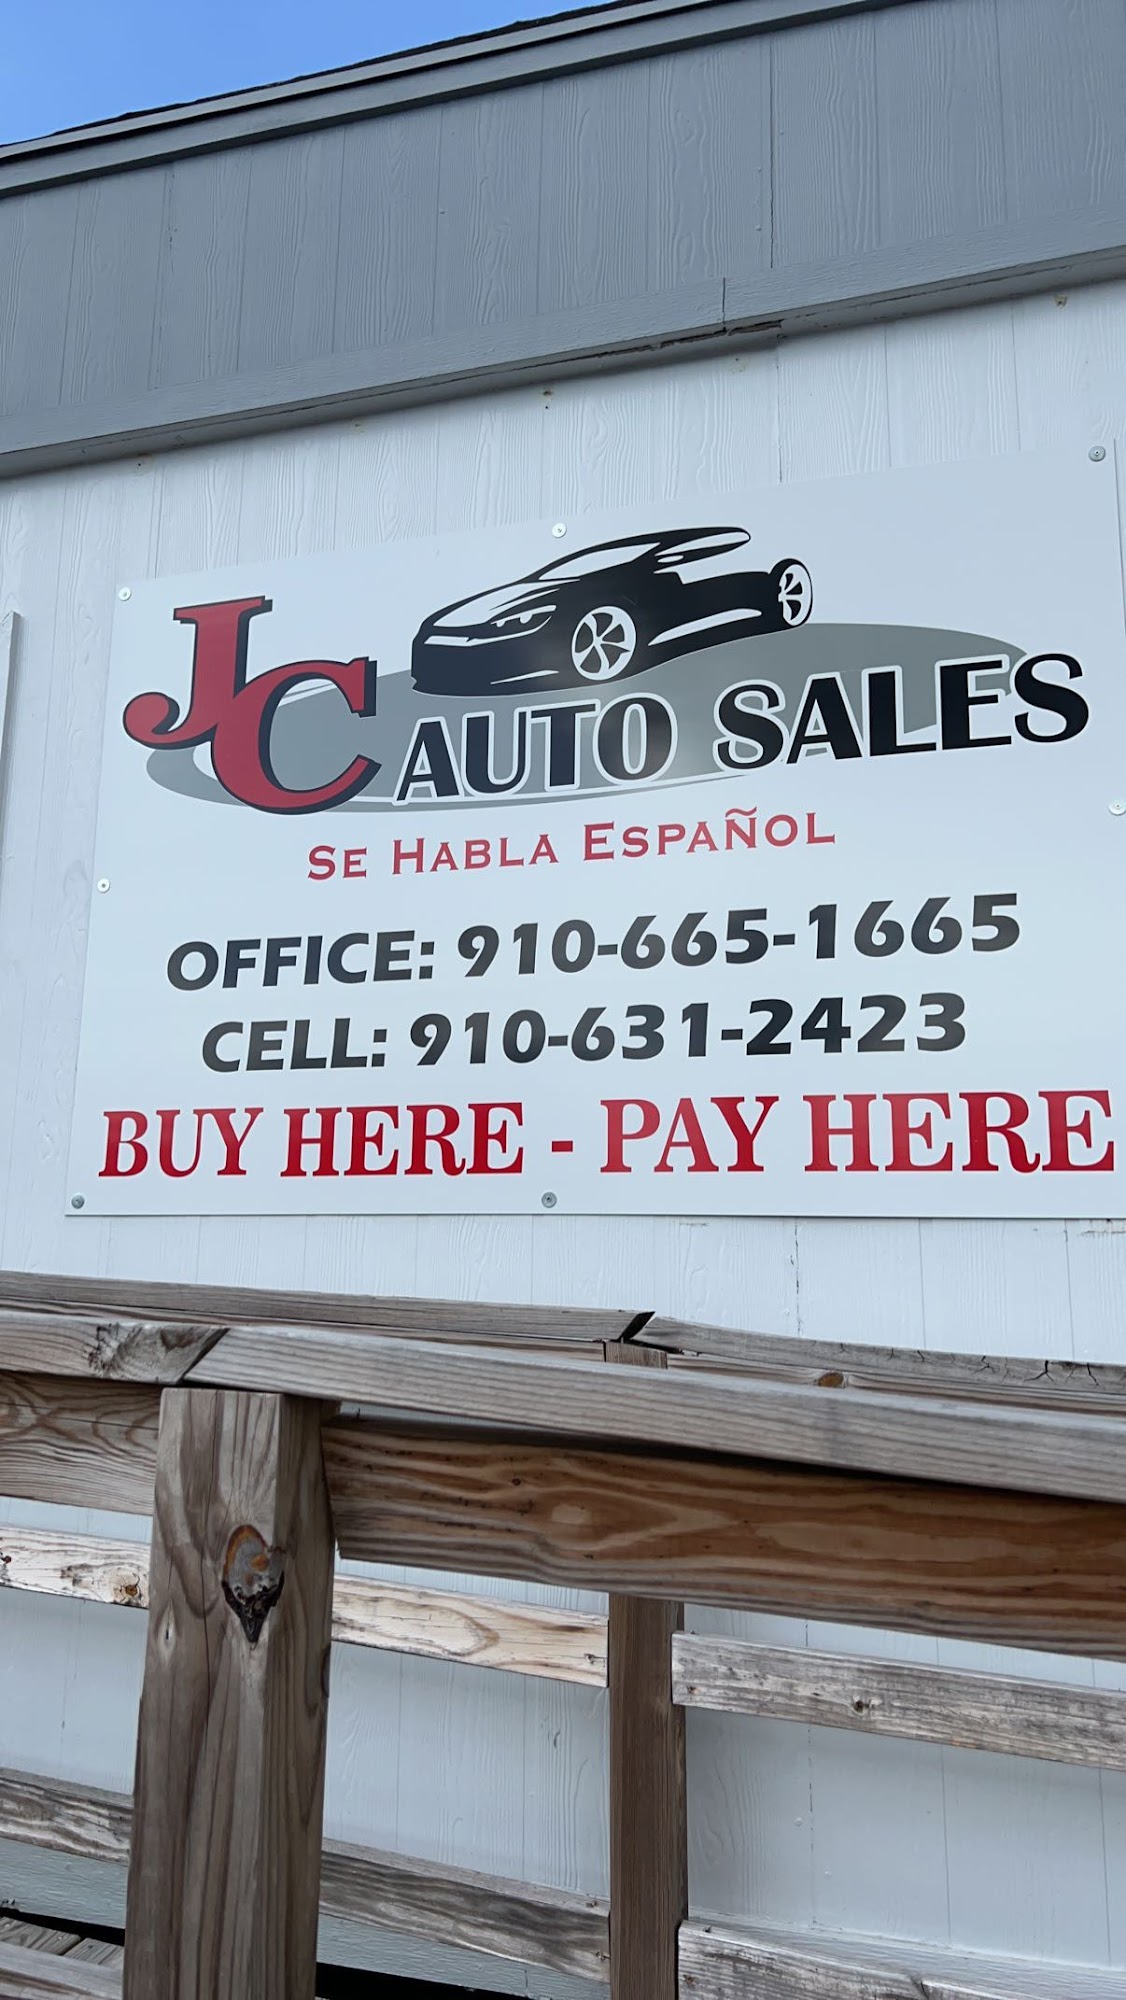 JC AUTO SALES
SE HABLA ESPAÑOL
OFFICE: 910-665-1665
CELL: 910-631-2423
BUY HERE - PAY HERE